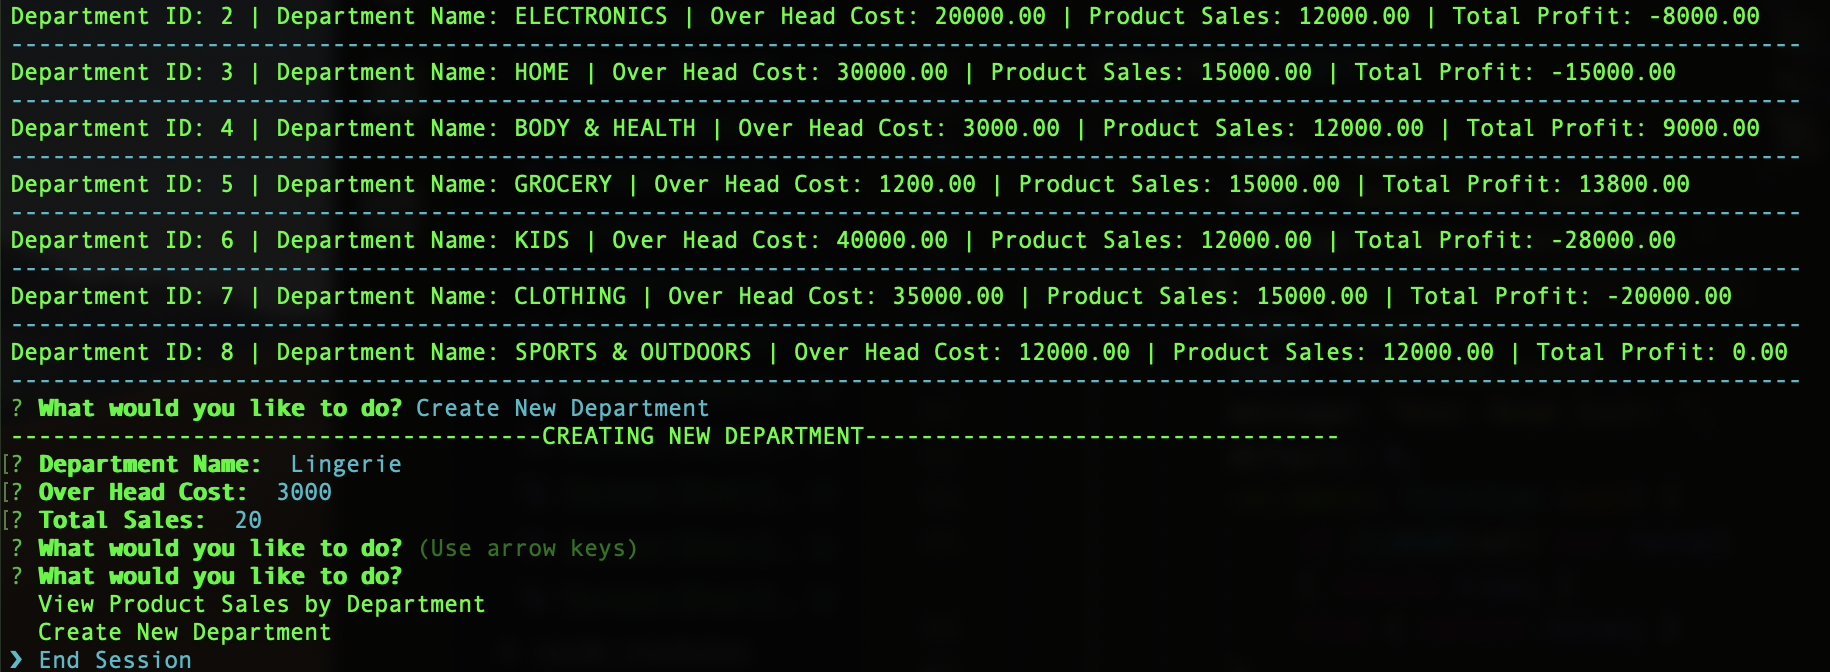 Department ID: 2 | Department Name: ELECTRONICS | Over Head Cost: 20000.00 | Product Sales: 12000.00 | Total Profit: -8000.00
--------------------------------------------------------------------------------------------------------------------------------
Department ID: 3 | Department Name: HOME | Over Head Cost: 30000.00 | Product Sales: 15000.00 | Total Profit: -15000.00
--------------------------------------------------------------------------------------------------------------------------------
Department ID: 4 | Department Name: BODY & HEALTH | Over Head Cost: 3000.00 | Product Sales: 12000.00 | Total Profit: 9000.00
--------------------------------------------------------------------------------------------------------------------------------
Department ID: 5 | Department Name: GROCERY | Over Head Cost: 1200.00 | Product Sales: 15000.00 | Total Profit: 13800.00
--------------------------------------------------------------------------------------------------------------------------------
Department ID: 6 | Department Name: KIDS | Over Head Cost: 40000.00 | Product Sales: 12000.00 | Total Profit: -28000.00
--------------------------------------------------------------------------------------------------------------------------------
Department ID: 7 | Department Name: CLOTHING | Over Head Cost: 35000.00 | Product Sales: 15000.00 | Total Profit: -20000.00
--------------------------------------------------------------------------------------------------------------------------------
Department ID: 8 | Department Name: SPORTS & OUTDOORS | Over Head Cost: 12000.00 | Product Sales: 12000.00 | Total Profit: 0.00
--------------------------------------------------------------------------------------------------------------------------------
? What would you like to do? Create New Department
--------------------------------------CREATING NEW DEPARTMENT----------------------------------
[? Department Name:  Lingerie
[? Over Head Cost:  3000
[? Total Sales:  20
? What would you like to do? (Use arrow keys)
? What would you like to do?
View Product Sales by Department
Create New Department
❯ End Session